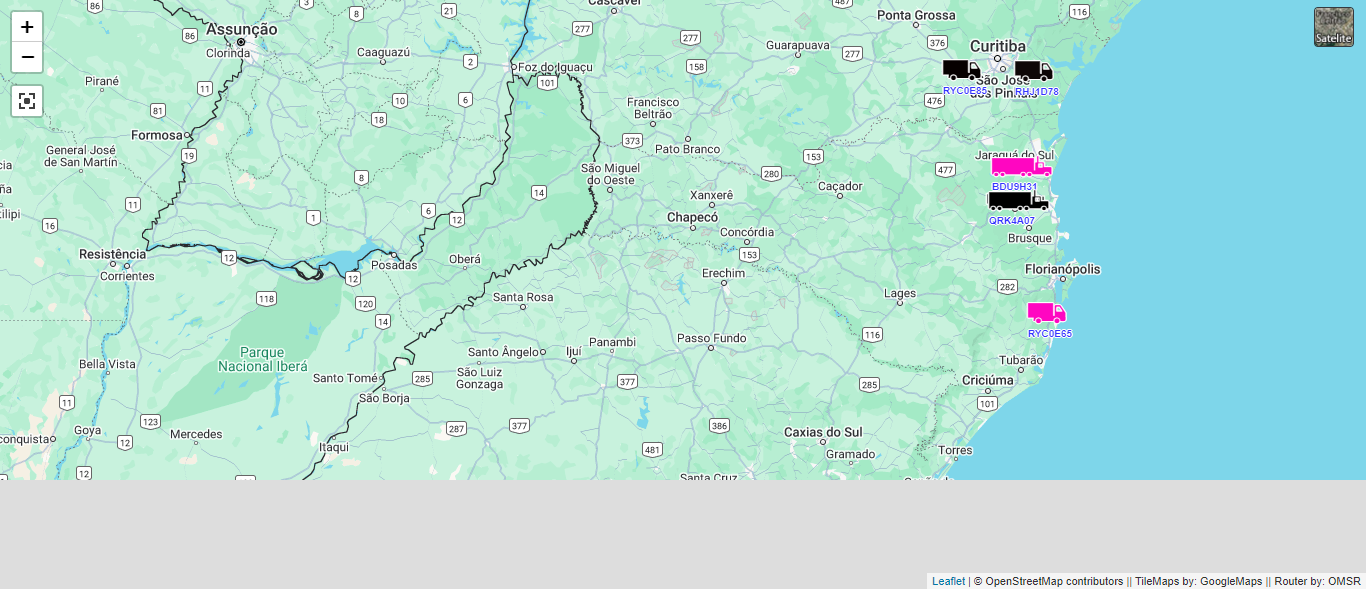 +
−
Satelite
86
3
8
21
Cascavel
487
Ponta Grossa
116
Assunção
86
Clorinda
277
277
376
Guarapuava
277
Curitiba
Caaguazú
2
Foz do Iguaçu
158
São José
dos Pinhais
RYC0E85
RHJ1D78
Pirané
11
101
81
10
6
Francisco
Beltrão
476
18
Formosa
373
Pato Branco
General José
de San Martín
19
153
Jaraguá do Sul
8
São Miguel
do Oeste
280
477
BDU9H31
14
Xanxerê
Caçador
11
6
Chapecó
QRK4A07
16
1
12
Concórdia
Brusque
Resistência
12
Posadas
Oberá
153
Florianópolis
Corrientes
12
Erechim
282
118
120
Santa Rosa
Lages
14
RYC0E65
Parque
Nacional Iberá
Santo Ângelo
Ijuí
Panambi
Passo Fundo
116
Bella Vista
Tubarão
Santo Tomé
285
São Luiz
Gonzaga
377
285
Criciúma
São Borja
11
101
123
Goya
12
Mercedes
287
377
386
Caxias do Sul
Itaqui
481
Gramado
Torres
12
Santa Cruz
Leaflet | © OpenStreetMap contributors || TileMaps by: GoogleMaps || Router by: OMSR